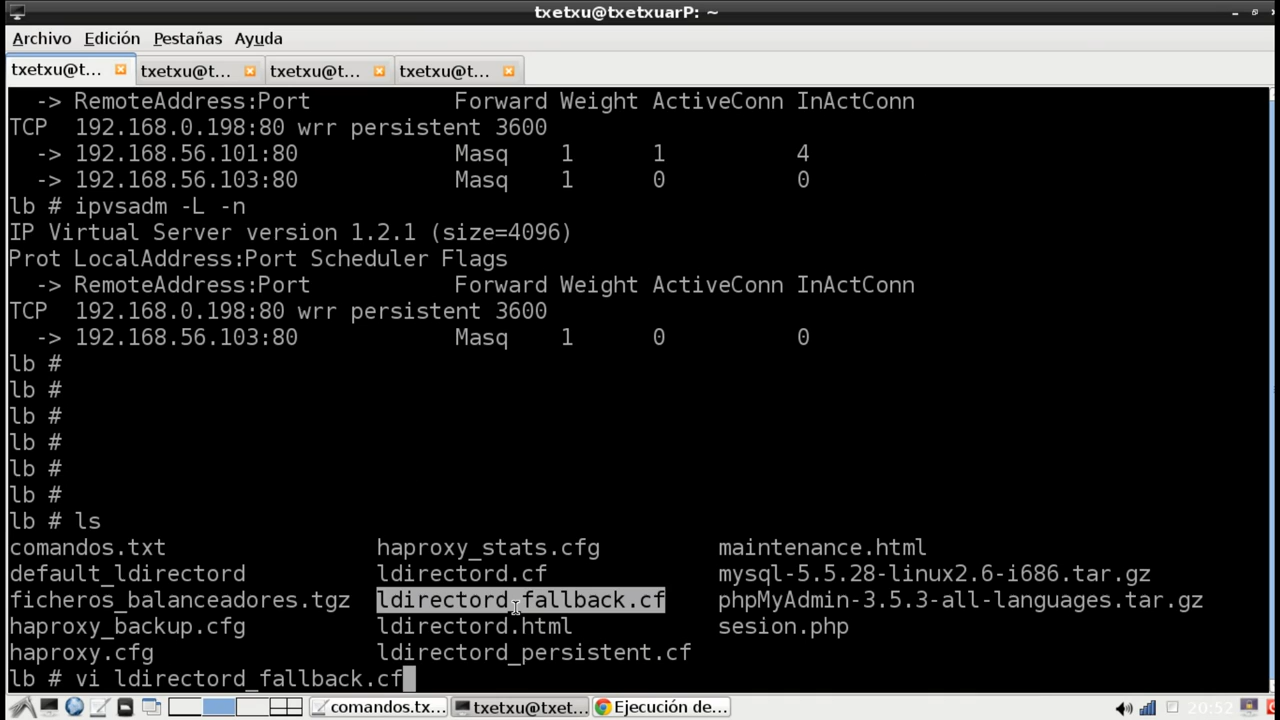 txetxu@txetxuarP: ~
Archivo Edición Pestañas Ayuda
txetxu@t... txetxu@t... txetxu@t... txetxu@t...
-> RemoteAddress:Port Forward Weight ActiveConn InActConn
TCP 192.168.0.198:80 wrr persistent 3600
-> 192.168.56.101:80 Masq 1 1 4
-> 192.168.56.103:80 Masq 1 0 0
lb # ipvsadm -L -n
IP Virtual Server version 1.2.1 (size=4096)
Prot LocalAddress:Port Scheduler Flags
-> RemoteAddress:Port Forward Weight ActiveConn InActConn
TCP 192.168.0.198:80 wrr persistent 3600
-> 192.168.56.103:80 Masq 1 0 0
lb #
lb #
lb #
lb #
lb #
lb #
lb # ls
comandos.txt haproxy_stats.cfg maintenance.html
default_ldirectord ldirectord.cf mysql-5.5.28-linux2.6-i686.tar.gz
ficheros_balanceadores.tgz ldirectord_fallback.cf phpMyAdmin-3.5.3-all-languages.tar.gz
haproxy_backup.cfg ldirectord.html sesion.php
haproxy.cfg ldirectord_persistent.cf
lb # vi ldirectord_fallback.cf
comandos.tx... txetxu@txet... Ejecución de... 20:52